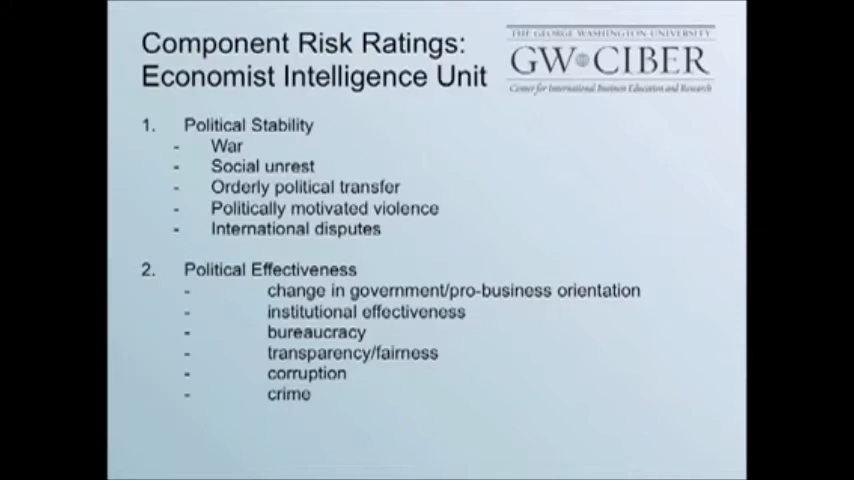 Component Risk Ratings:
Economist Intelligence Unit
THE GEORGE WASHINGTON UNIVERSITY
GW CIBER
Center for International Business Education and Research
1. Political Stability
- War
- Social unrest
- Orderly political transfer
- Politically motivated violence
- International disputes
2. Political Effectiveness
- change in government/pro-business orientation
- institutional effectiveness
- bureaucracy
- transparency/fairness
- corruption
- crime